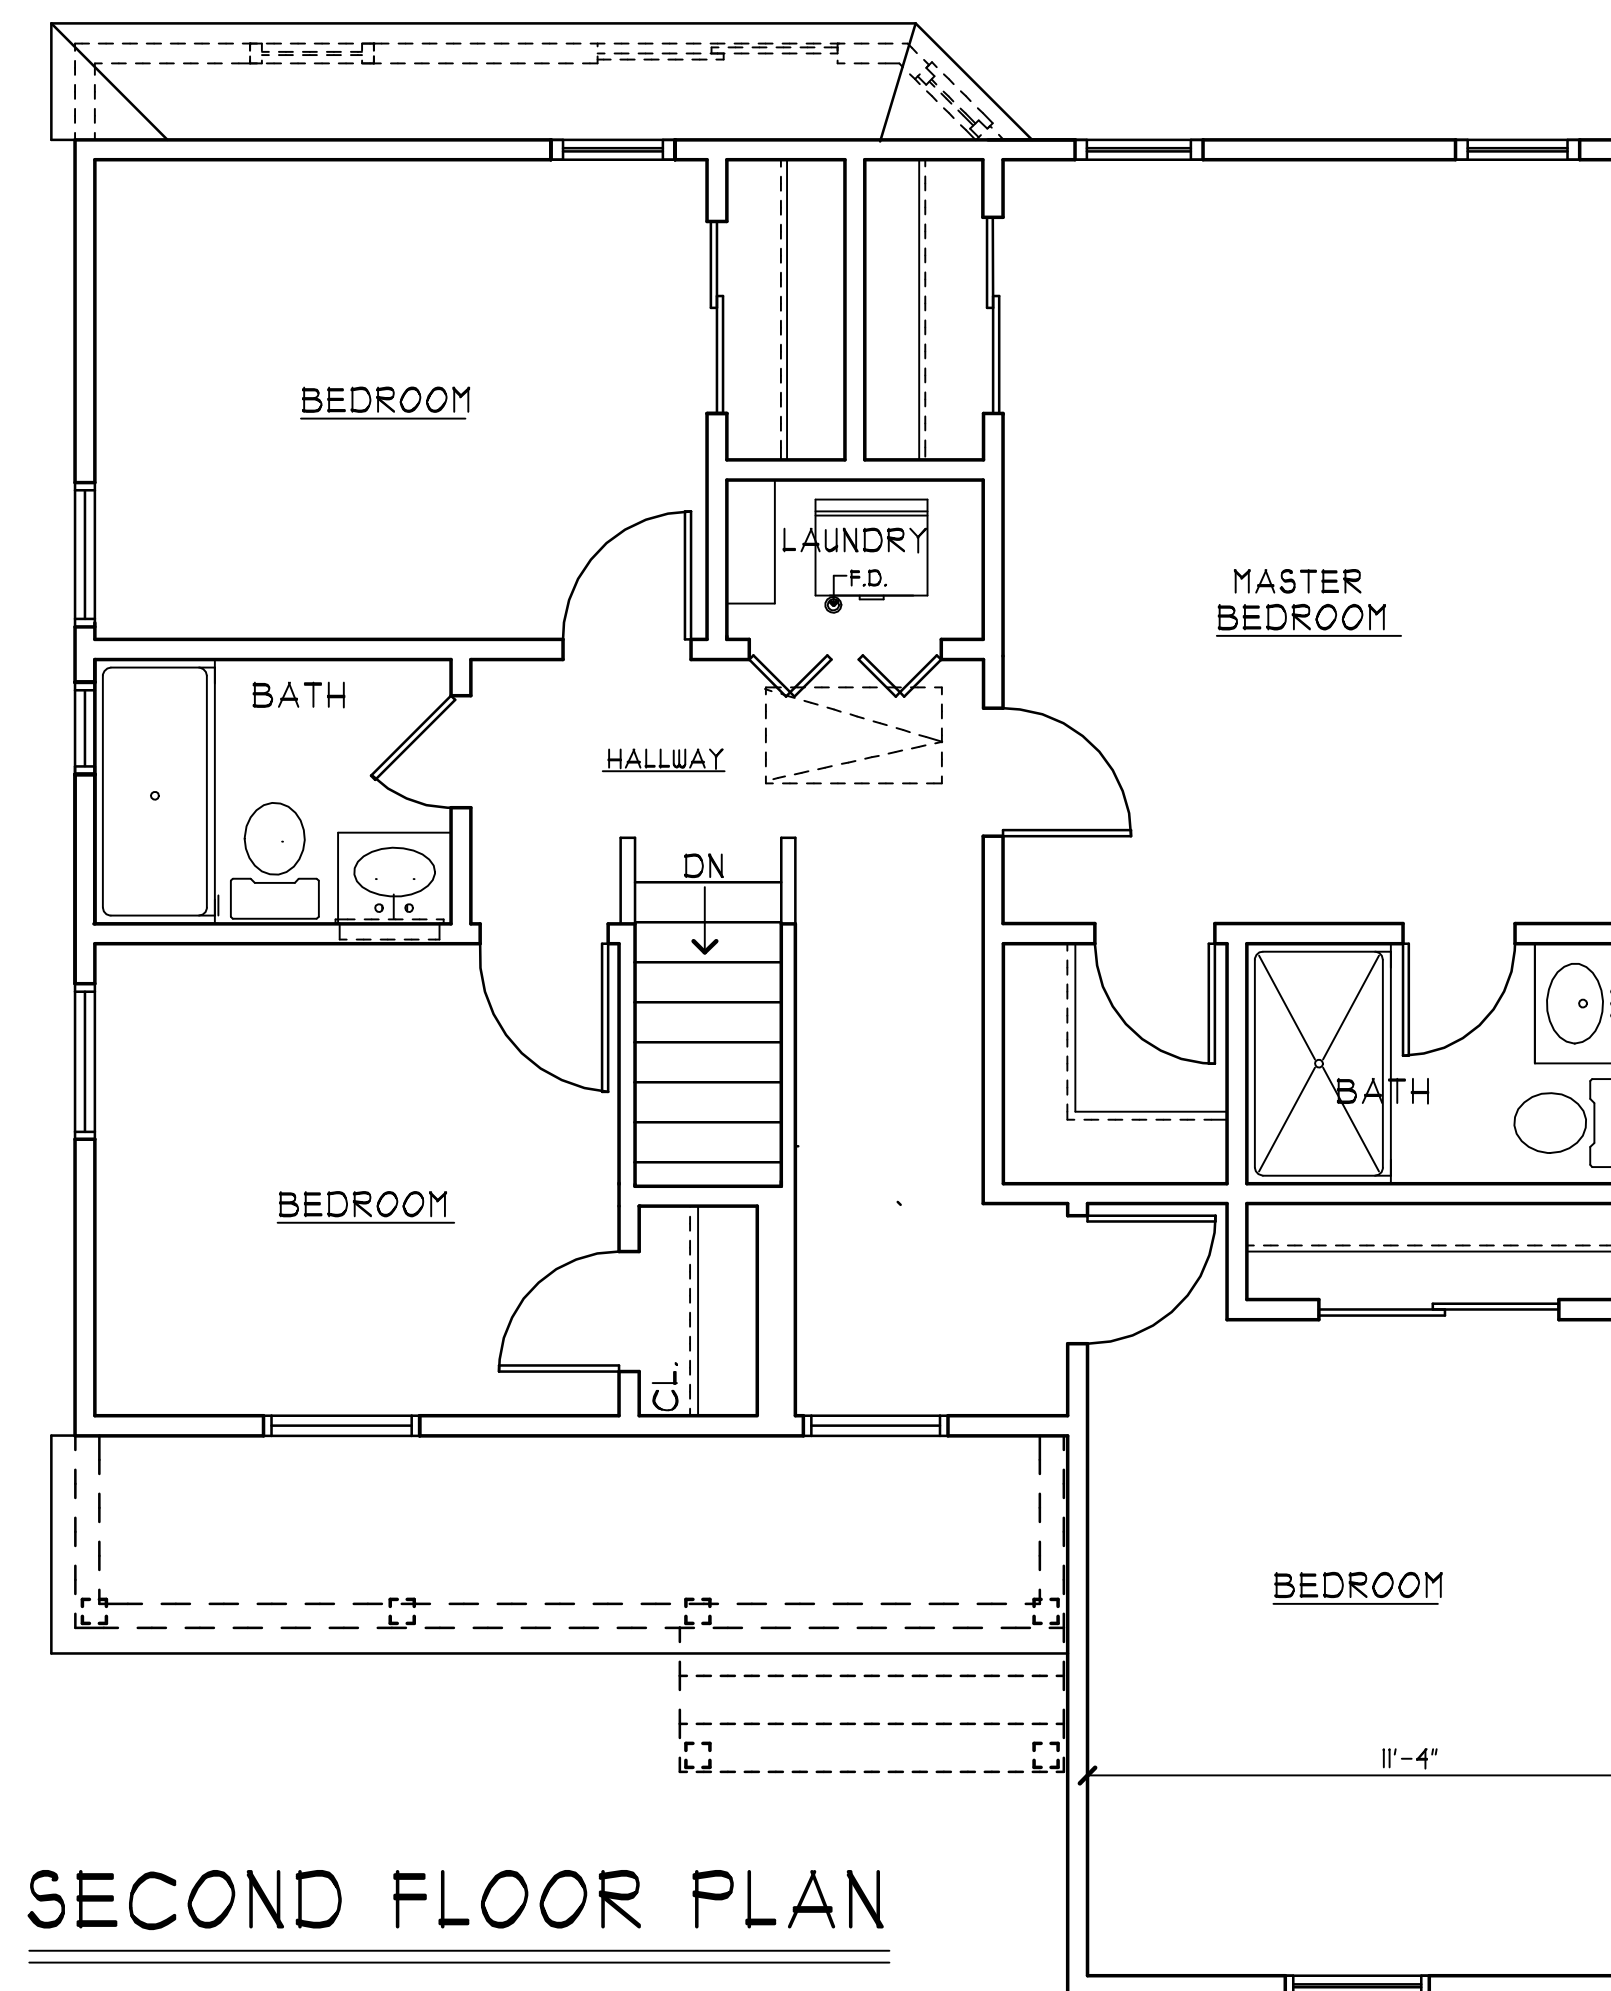 BEDROOM
LAUNDRY
F.D.
MASTER
BEDROOM
BATH
HALLWAY
DN
BATH
BEDROOM
CL.
BEDROOM
11'-4"
SECOND FLOOR PLAN